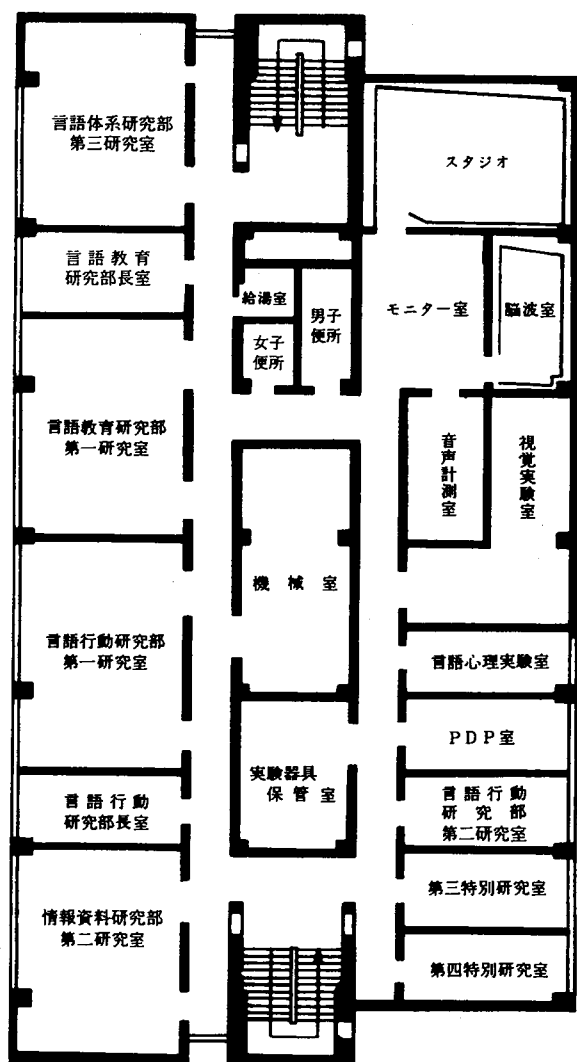 言語体系研究部
第三研究室
スタジオ
言語教育
研究部長室
給湯室
男子
便所
女子
便所
モニター室
脳波室
言語教育研究部
第一研究室
音声計測室
視覚実験室
機械室
言語行動研究部
第一研究室
言語心理実験室
PDP室
実験器具
保管室
言語行動
研究部長室
言語行動
研究部
第二研究室
情報資料研究部
第二研究室
第三特別研究室
第四特別研究室